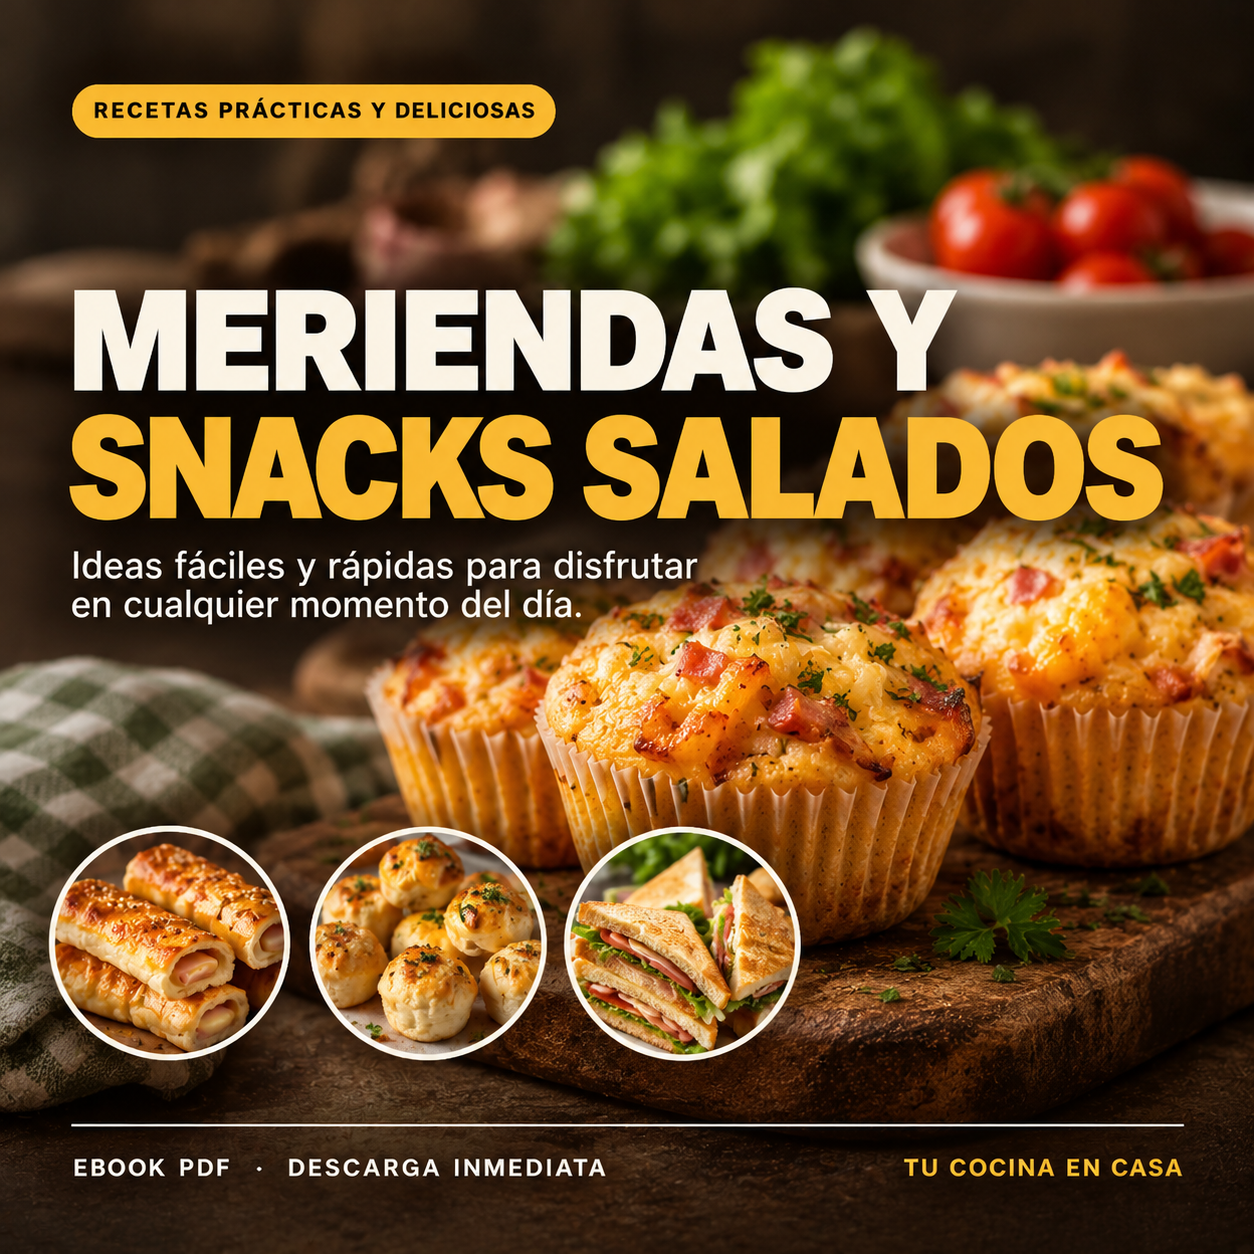 RECETAS PRÁCTICAS Y DELICIOSAS
MERIENDAS Y
SNACKS SALADOS
Ideas fáciles y rápidas para disfrutar
en cualquier momento del día.
EBOOK PDF · DESCARGA INMEDIATA
TU COCINA EN CASA